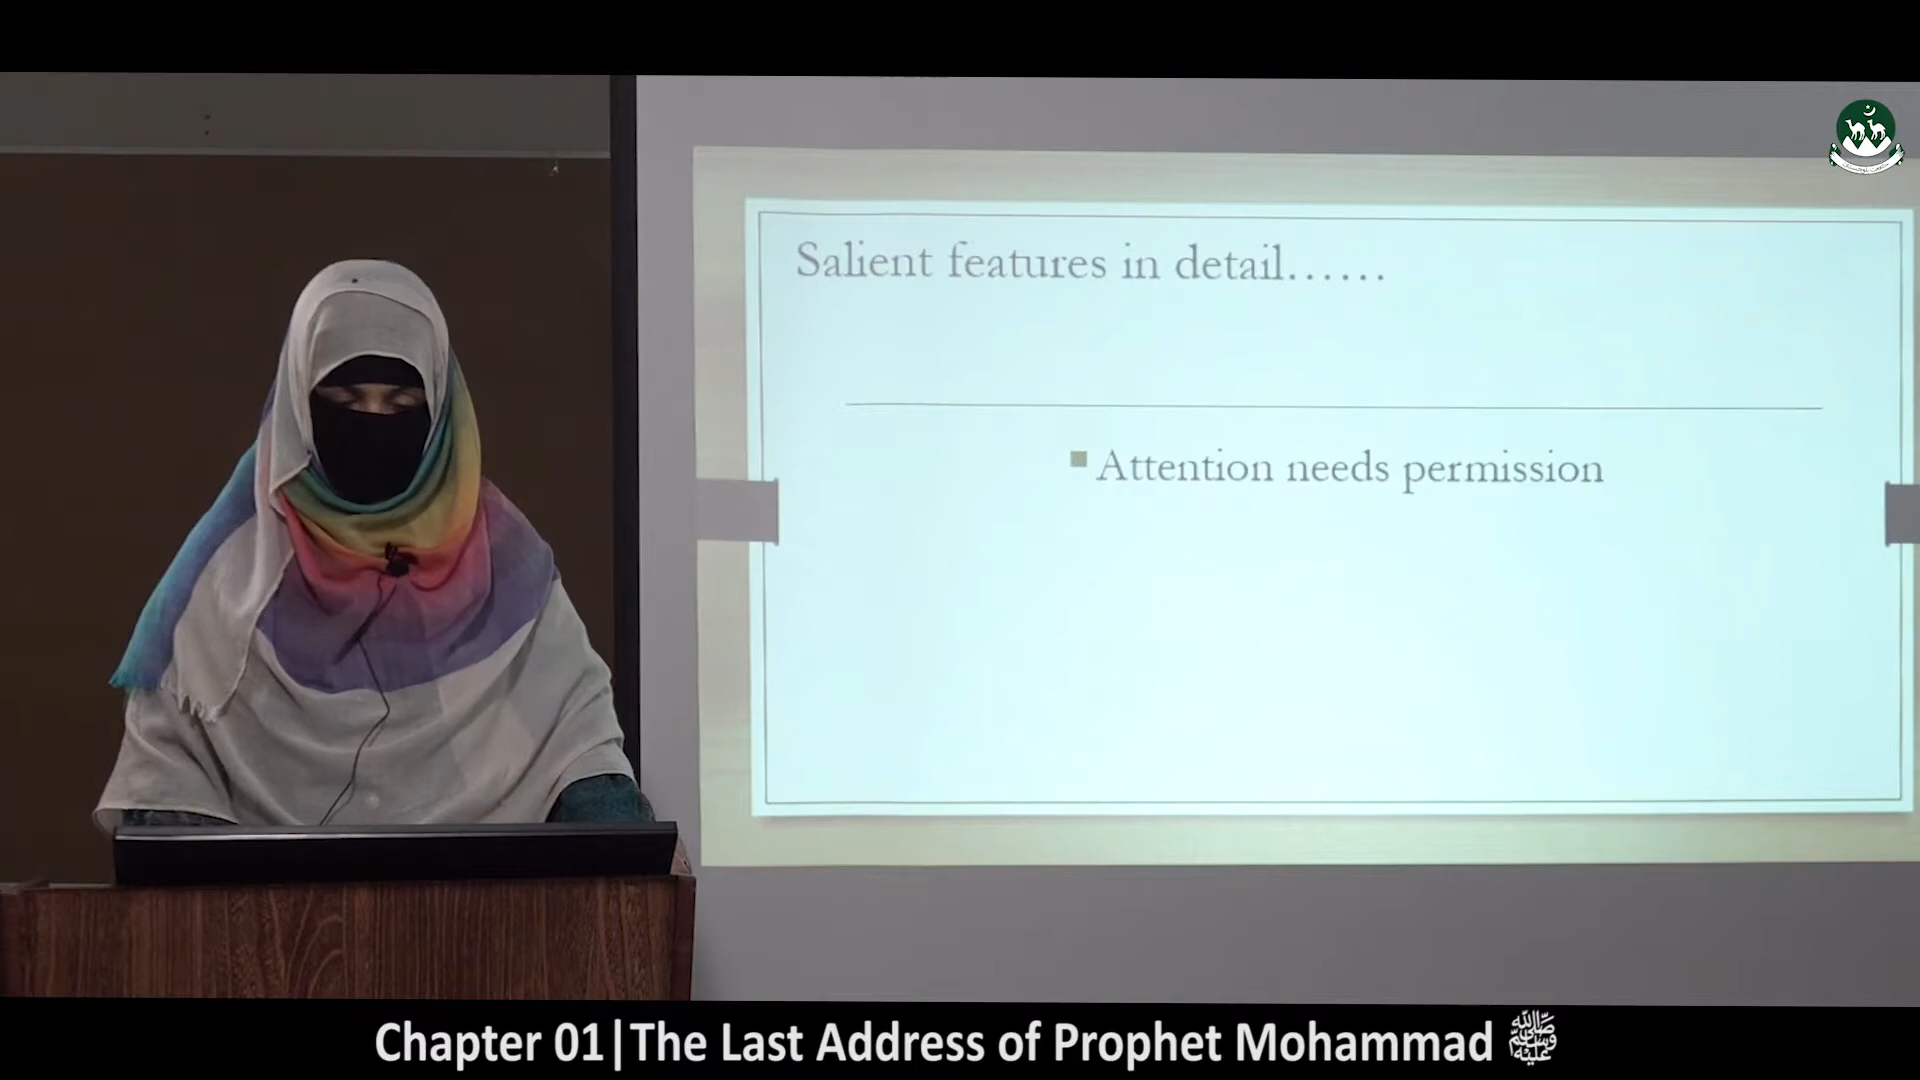 Salient features in detail......
Attention needs permission
Chapter 01|The Last Address of Prophet Mohammad ﷺ